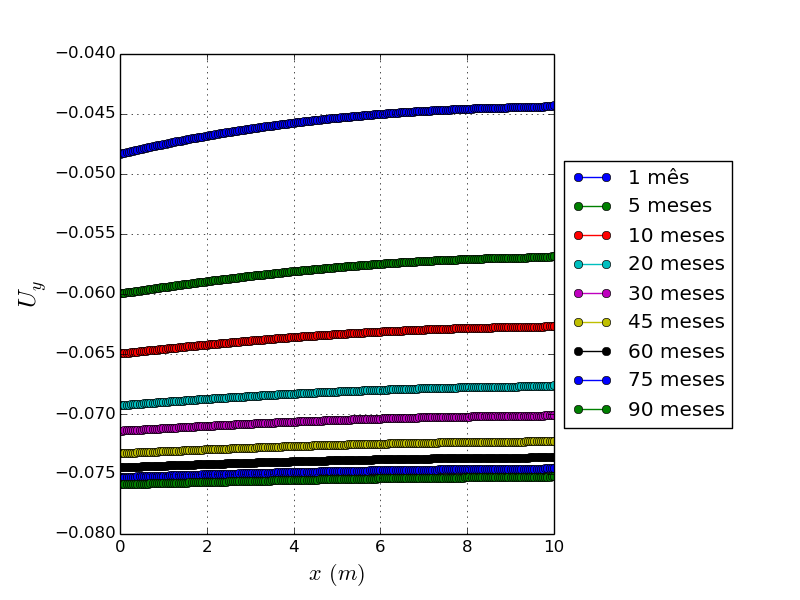 −0.040
−0.045
−0.050
−0.055
−0.060
−0.065
−0.070
−0.075
−0.080
U_y
0 2 4 6 8 10
x (m)
1 mês
5 meses
10 meses
20 meses
30 meses
45 meses
60 meses
75 meses
90 meses